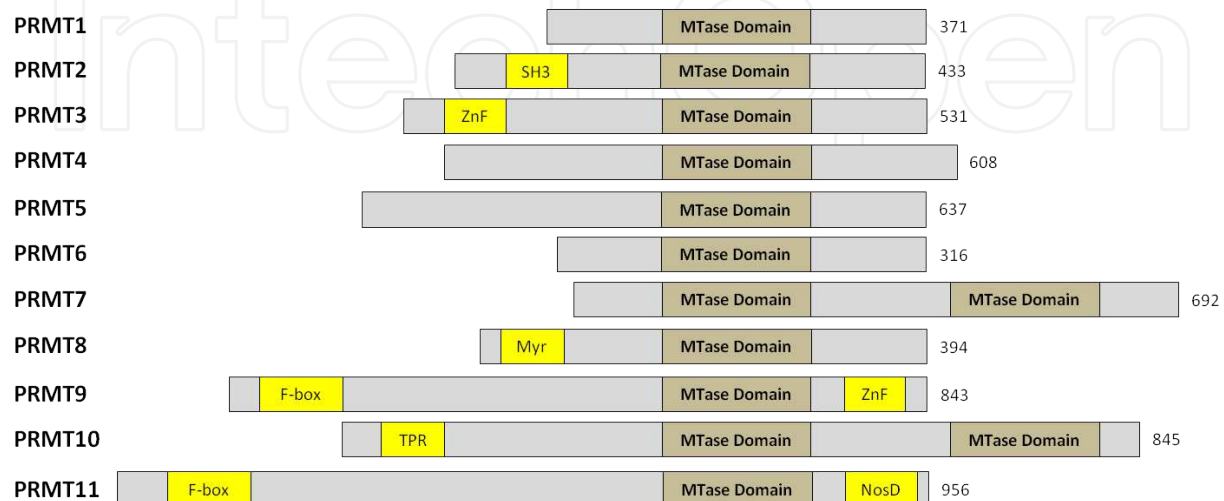 IntechOpen
PRMT1 MTase Domain 371
PRMT2 SH3 MTase Domain 433
PRMT3 ZnF MTase Domain 531
PRMT4 MTase Domain 608
PRMT5 MTase Domain 637
PRMT6 MTase Domain 316
PRMT7 MTase Domain MTase Domain 692
PRMT8 Myr MTase Domain 394
PRMT9 F-box MTase Domain ZnF 843
PRMT10 TPR MTase Domain MTase Domain 845
PRMT11 F-box MTase Domain NosD 956